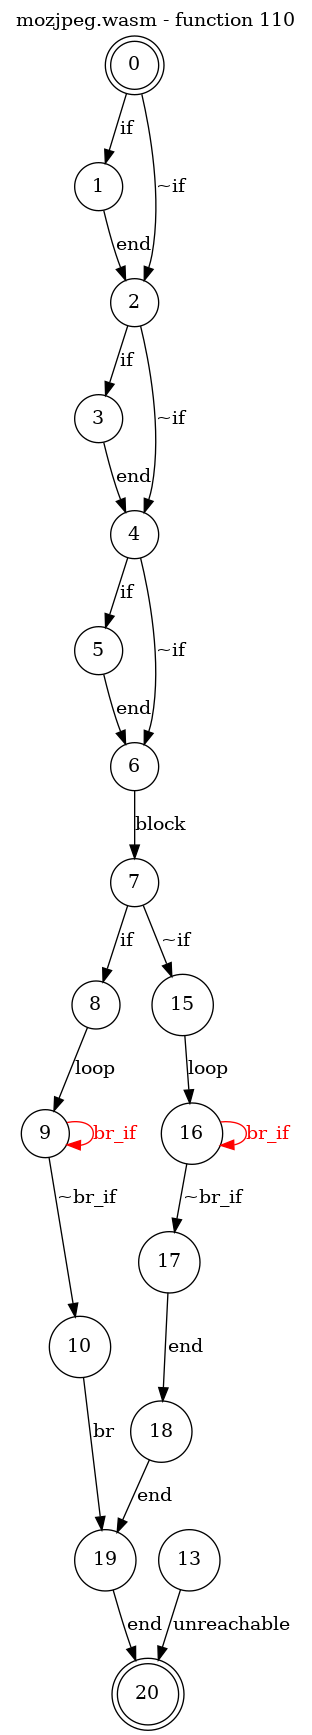 mozjpeg.wasm - function 110
0
if
~if
1
end
2
if
~if
3
end
4
if
~if
5
end
6
block
7
if
~if
8
15
loop
loop
9
br_if
16
br_if
~br_if
~br_if
17
10
end
br
18
end
19
13
end
unreachable
20